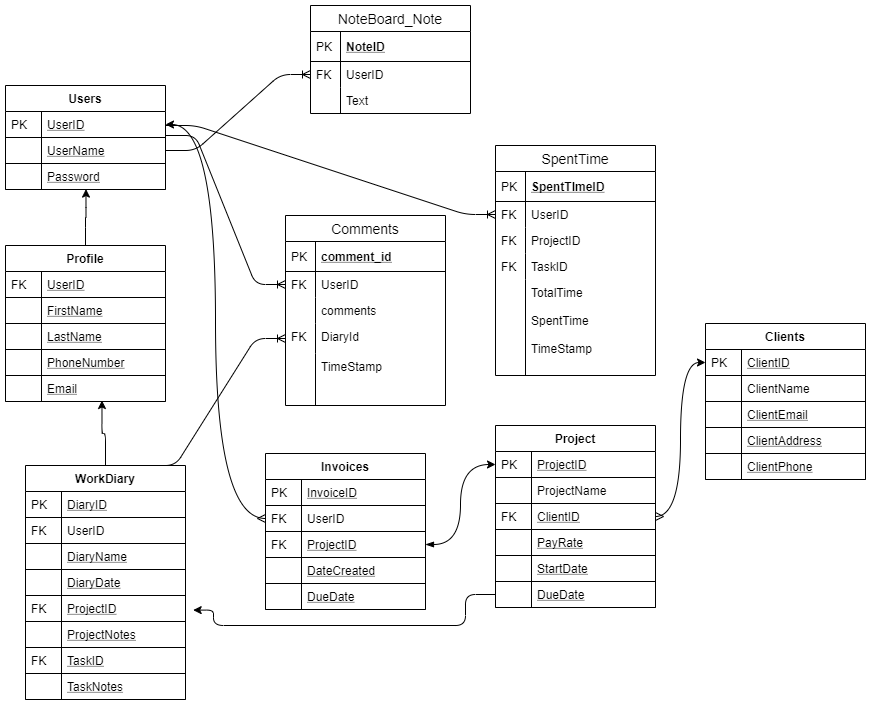 NoteBoard_Note
PK NoteID
FK UserID
Text
Users
PK UserID
UserName
Password
SpentTime
PK SpentTImeID
FK UserID
FK ProjectID
FK TaskID
TotalTime
SpentTime
TimeStamp
Comments
PK comment_id
FK UserID
comments
FK DiaryId
TimeStamp
Profile
FK UserID
FirstName
LastName
PhoneNumber
Email
Clients
PK ClientID
ClientName
ClientEmail
ClientAddress
ClientPhone
Project
PK ProjectID
ProjectName
FK ClientID
PayRate
StartDate
DueDate
Invoices
PK InvoiceID
FK UserID
FK ProjectID
DateCreated
DueDate
WorkDiary
PK DiaryID
FK UserID
DiaryName
DiaryDate
FK ProjectID
ProjectNotes
FK TaskID
TaskNotes